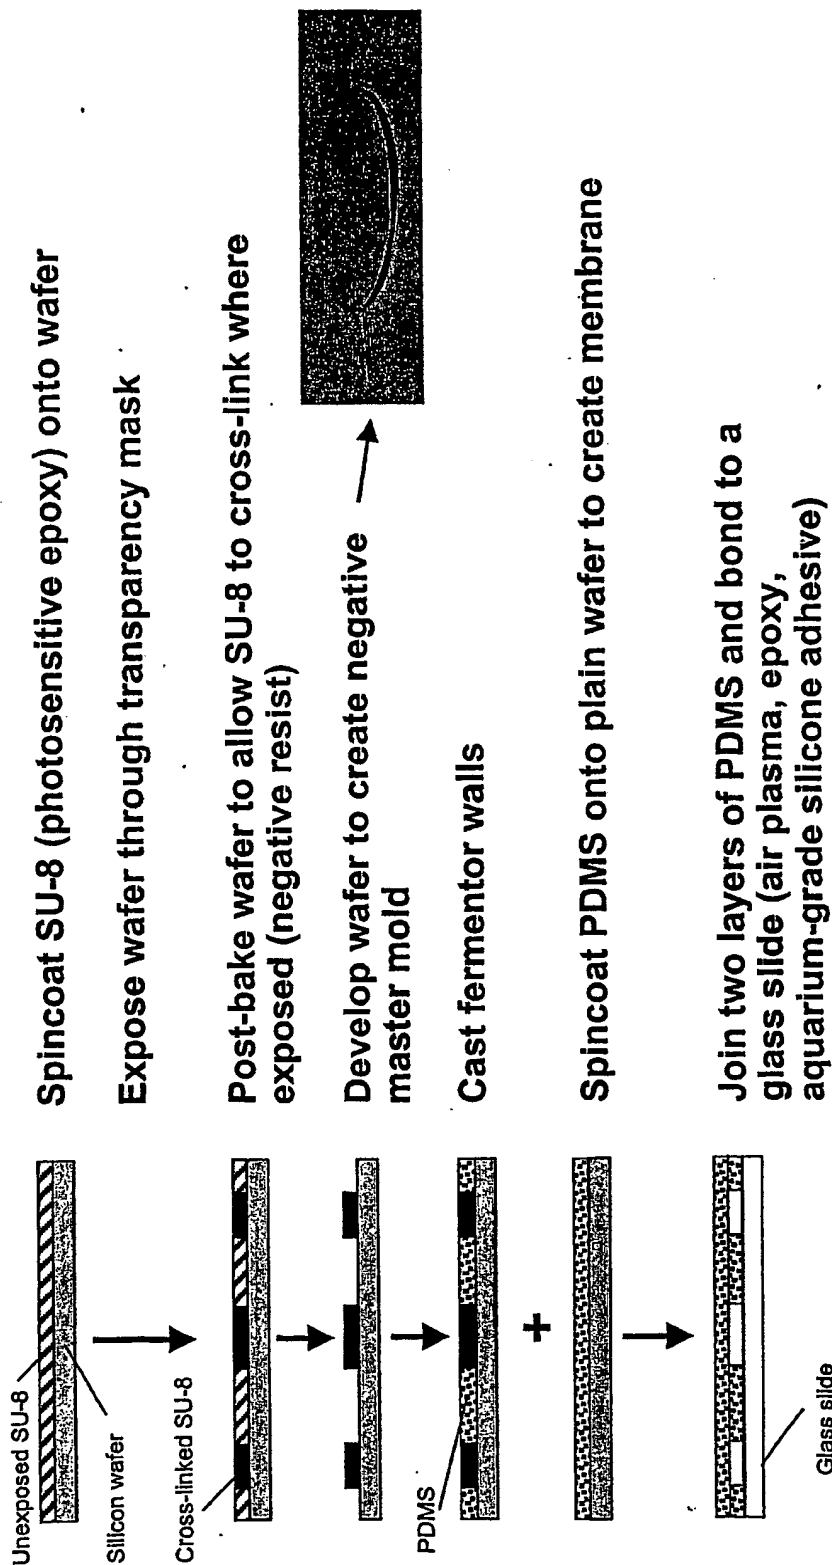 Unexposed SU-8
Silicon wafer
Spincoat SU-8 (photosensitive epoxy) onto wafer
Expose wafer through transparency mask
Cross-linked SU-8
Post-bake wafer to allow SU-8 to cross-link where
exposed (negative resist)
Develop wafer to create negative
master mold
PDMS
Cast fermentor walls
+
Spincoat PDMS onto plain wafer to create membrane
Join two layers of PDMS and bond to a
glass slide (air plasma, epoxy,
aquarium-grade silicone adhesive)
Glass slide